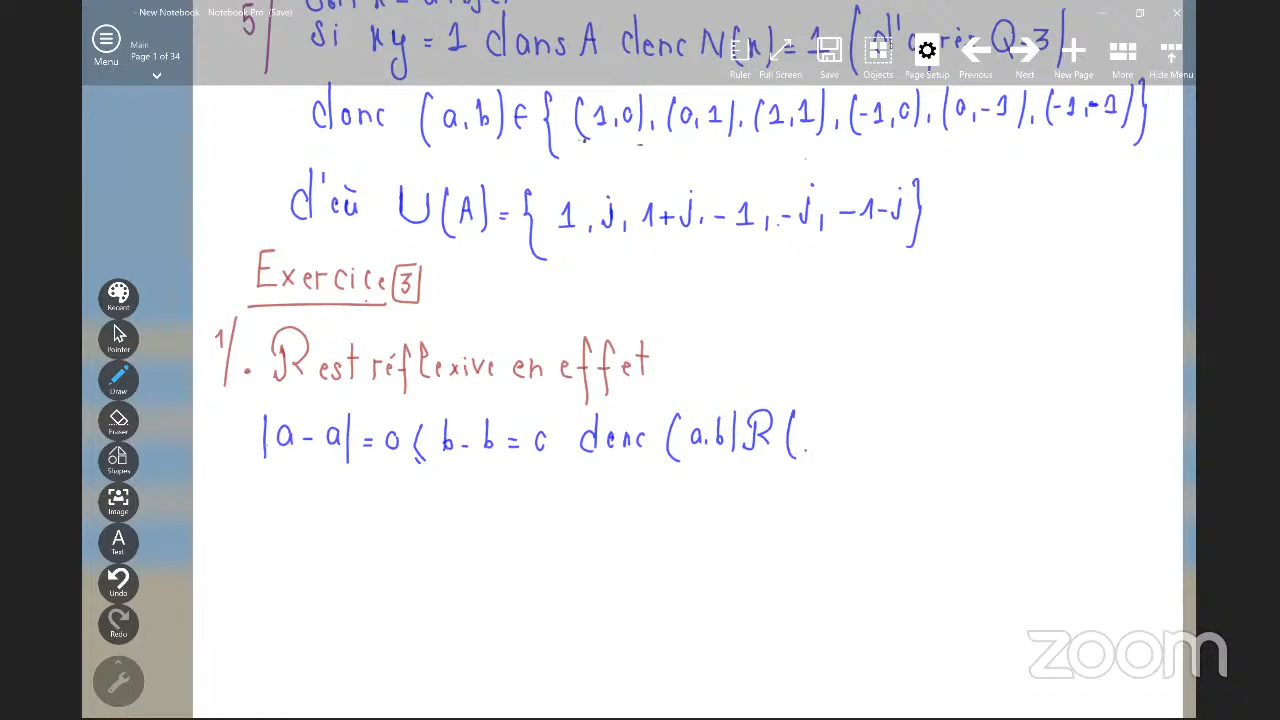 - New Notebook Notebook Pro (Save)
Menu
Main
Page 1 of 34
Ruler
Full Screen
Save
Objects
Page Setup
Previous
Next
New Page
More
Hide Menu
5/
Si xy = 1 dans A donc N(x) = 1 (d'après Q-3)
donc (a,b) ∈ { (1,0), (0,1), (1,1), (-1,0), (0,-1), (-1,-1) }
d'où U(A) = { 1, j, 1+j, -1, -j, -1-j }
Exercice 3
1/. R est réflexive en effet
|a - a| = 0 ≤ b - b = 0 donc (a,b) R (
Recent
Pointer
Draw
Eraser
Shapes
Image
Text
Undo
Redo
zoom